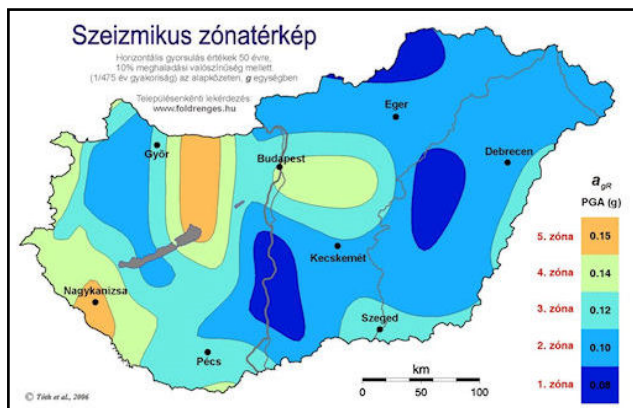 Szeizmikus zónatérkép
Horizontális gyorsulás értékek 50 évre,
10% meghaladási valószínűség mellett
(1/475 év gyakoriság) az alapkőzeten, g egységben
Településenkénti lekérdezés:
www.foldrenges.hu
Eger
Győr
Budapest
Debrecen
Kecskemét
Nagykanizsa
Szeged
Pécs
agR
PGA (g)
5. zóna 0.15
4. zóna 0.14
3. zóna 0.12
2. zóna 0.10
1. zóna 0.08
km
0 50 100
© Tóth et al., 2006